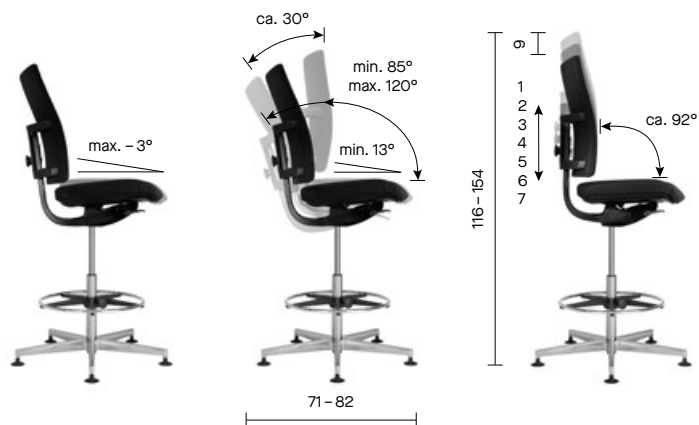 max. – 3°
ca. 30°
min. 85°
max. 120°
min. 13°
71 – 82
116 – 154
9
1
2
3
4
5
6
7
ca. 92°